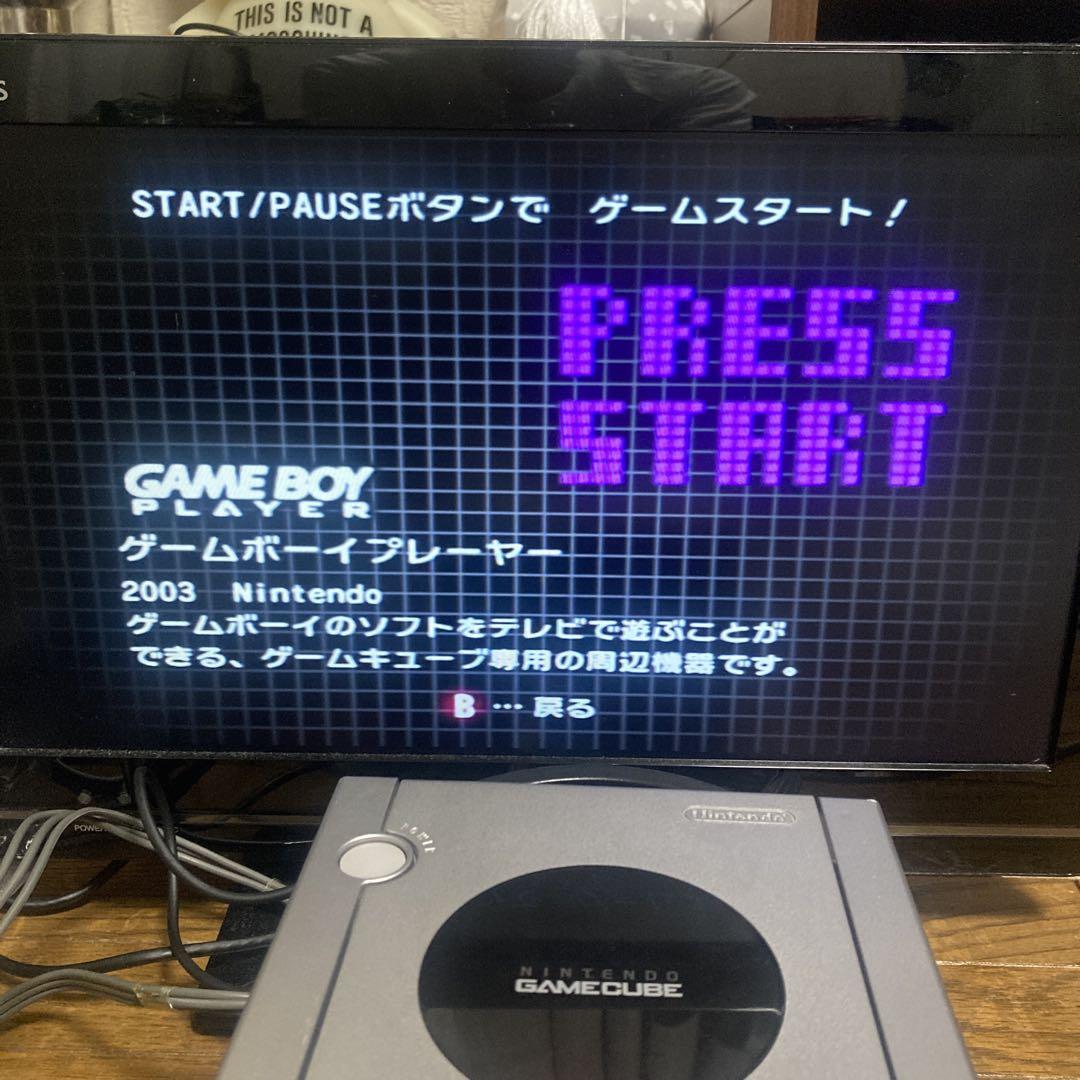 THIS IS NOT A
S
START/PAUSEボタンで ゲームスタート！
PRESS
START
GAME BOY
PLAYER
ゲームボーイプレーヤー
2003 Nintendo
ゲームボーイのソフトをテレビで遊ぶことが
できる、ゲームキューブ専用の周辺機器です。
B … 戻る
POWER
Nintendo
POWER
NINTENDO
GAMECUBE